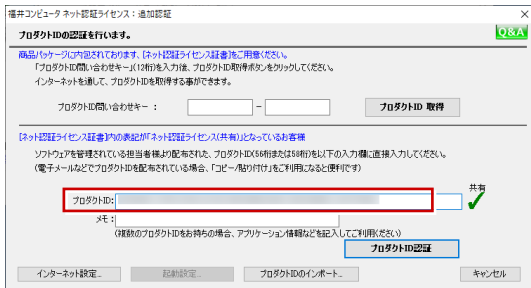 福井コンピュータ ネット認証ライセンス：追加認証
プロダクトIDの認証を行います。
Q&A
商品パッケージに内包されております、[ネット認証ライセンス証書]をご用意ください。
「プロダクトID問い合わせキー」(12桁)を入力後、プロダクトID取得ボタンをクリックしてください。
インターネットを通して、プロダクトIDを取得する事ができます。
プロダクトID問い合わせキー ：
－
プロダクトID 取得
[ネット認証ライセンス証書]内の表記が「ネット認証ライセンス(共有)」となっているお客様
ソフトウェアを管理されている担当者様より配布された、プロダクトID(56桁または58桁)を以下の入力欄に直接入力してください。
(電子メールなどでプロダクトIDを配布されている場合、「コピー/貼り付け」をご利用になると便利です)
プロダクトID:
共有
メモ:
(複数のプロダクトIDをお持ちの場合、アプリケーション情報などを記入してご利用ください)
プロダクトID認証
インターネット設定...
起動設定...
プロダクトIDのインポート...
キャンセル